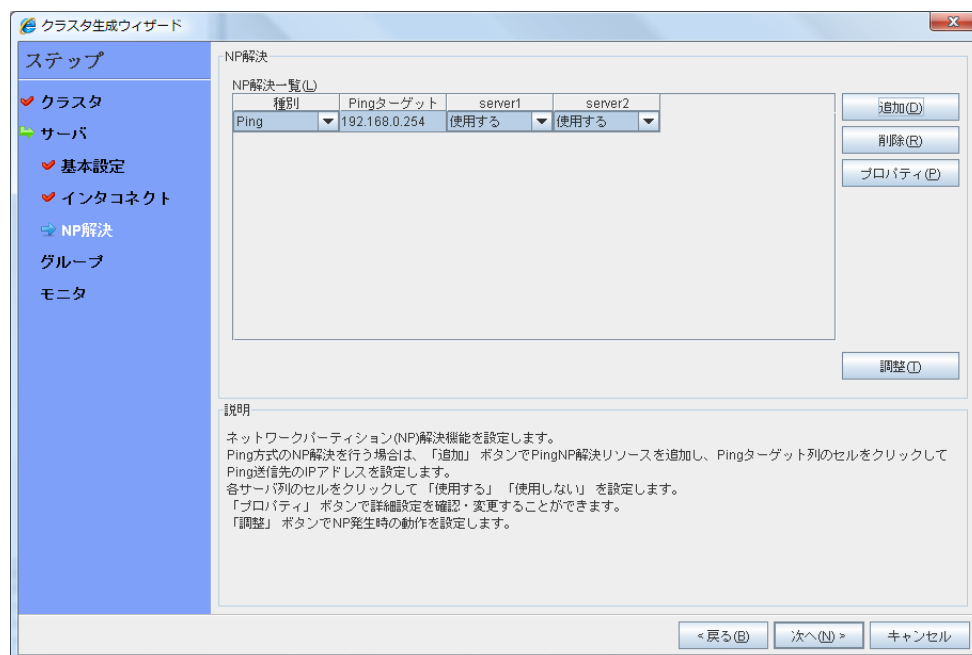 クラスタ生成ウィザード
ステップ
クラスタ
サーバ
基本設定
インタコネクト
NP解決
グループ
モニタ
NP解決
NP解決一覧(L)
種別 Pingターゲット server1 server2
Ping 192.168.0.254 使用する 使用する
追加(D)
削除(R)
プロパティ(P)
調整(T)
説明
ネットワークパーティション(NP)解決機能を設定します。
Ping方式のNP解決を行う場合は、「追加」ボタンでPingNP解決リソースを追加し、Pingターゲット列のセルをクリックして
Ping送信先のIPアドレスを設定します。
各サーバ列のセルをクリックして「使用する」「使用しない」を設定します。
「プロパティ」ボタンで詳細設定を確認・変更することができます。
「調整」ボタンでNP発生時の動作を設定します。
<戻る(B) 次へ(N)> キャンセル